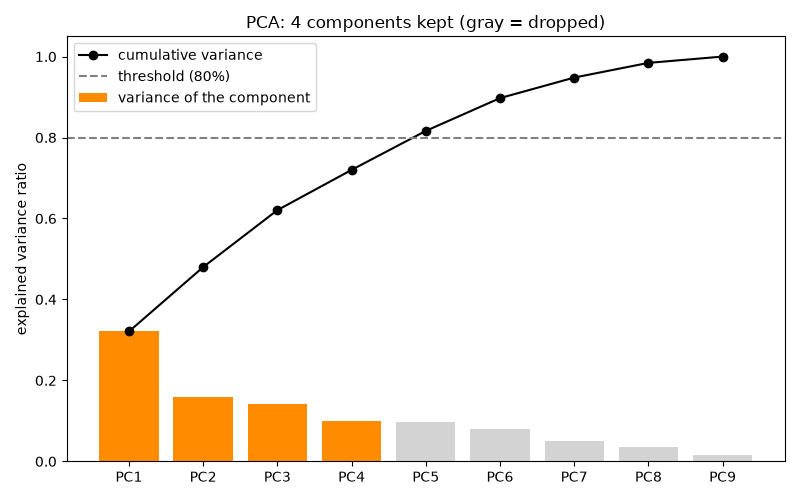 PCA: 4 components kept (gray = dropped)
cumulative variance
threshold (80%)
variance of the component
explained variance ratio
1.0
0.8
0.6
0.4
0.2
0.0
PC1 PC2 PC3 PC4 PC5 PC6 PC7 PC8 PC9